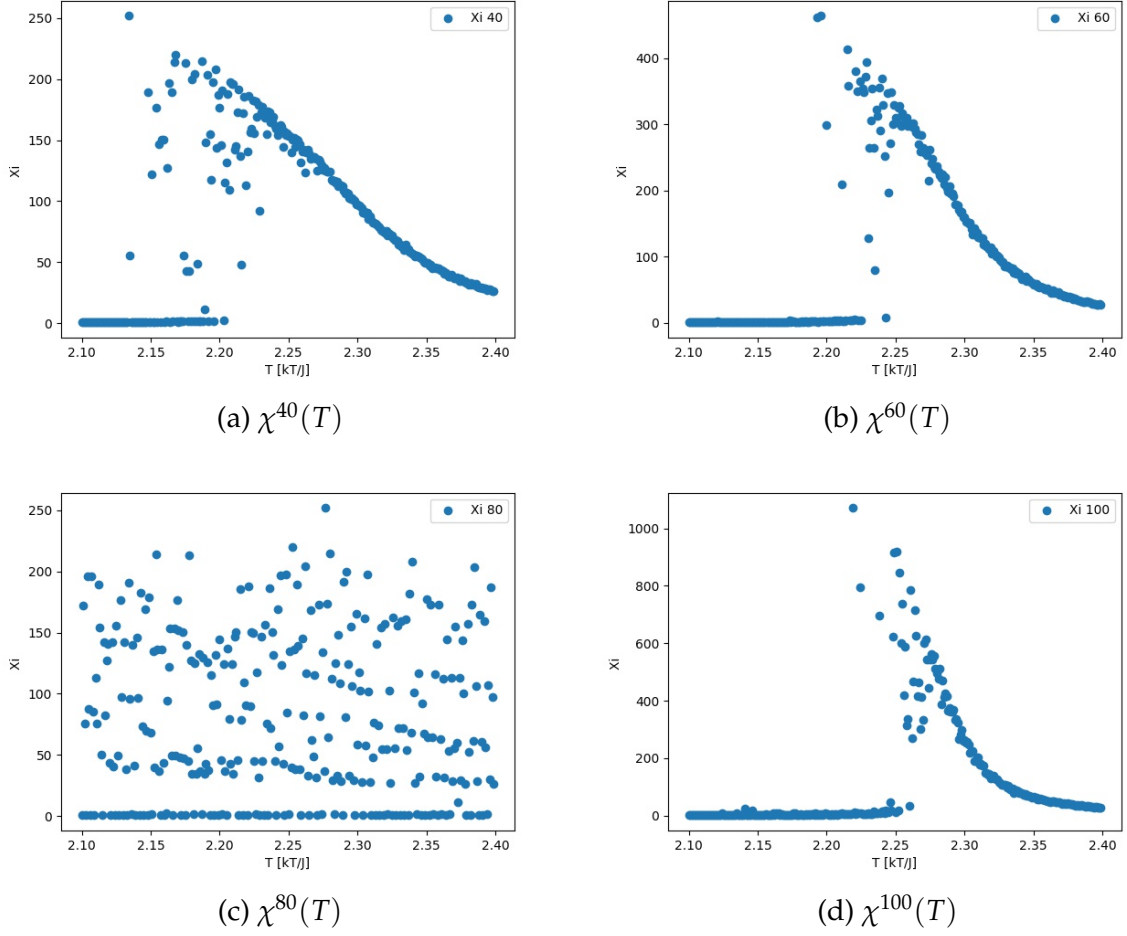 Xi 40
250
200
150
100
50
0
Xi
2.10 2.15 2.20 2.25 2.30 2.35 2.40
T [kT/J]
(a) χ⁴⁰(T)
Xi 60
400
300
200
100
0
Xi
2.10 2.15 2.20 2.25 2.30 2.35 2.40
T [kT/J]
(b) χ⁶⁰(T)
Xi 80
250
200
150
100
50
0
Xi
2.10 2.15 2.20 2.25 2.30 2.35 2.40
T [kT/J]
(c) χ⁸⁰(T)
Xi 100
1000
800
600
400
200
0
Xi
2.10 2.15 2.20 2.25 2.30 2.35 2.40
T [kT/J]
(d) χ¹⁰⁰(T)